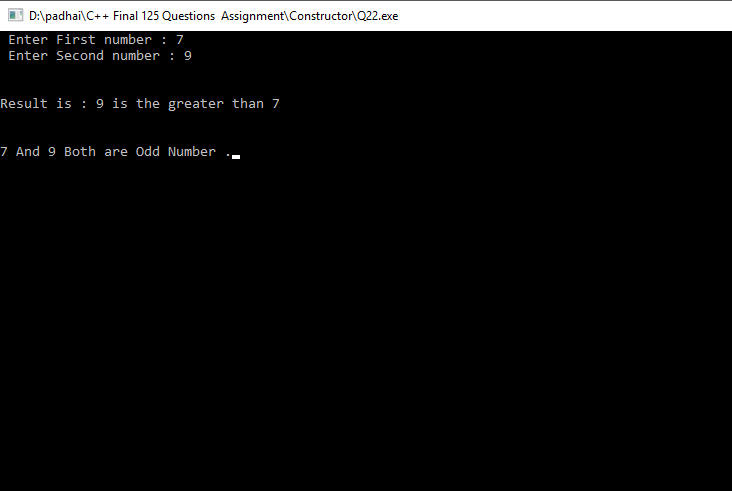 D:\padhai\C++ Final 125 Questions  Assignment\Constructor\Q22.exe
Enter First number : 7
Enter Second number : 9
Result is : 9 is the greater than 7
7 And 9 Both are Odd Number .